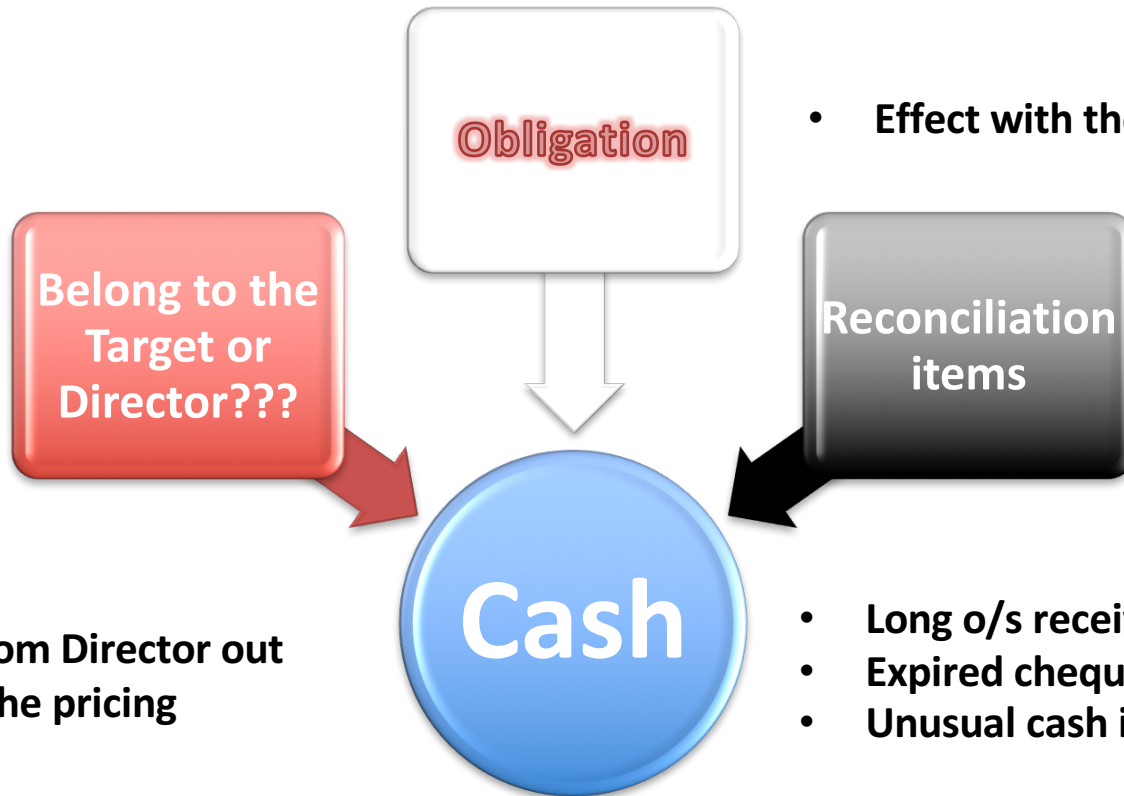 Obligation
• Effect with the
Belong to the
Target or
Director???
Reconciliation
items
Cash
om Director out
he pricing
• Long o/s recei
• Expired chequ
• Unusual cash i